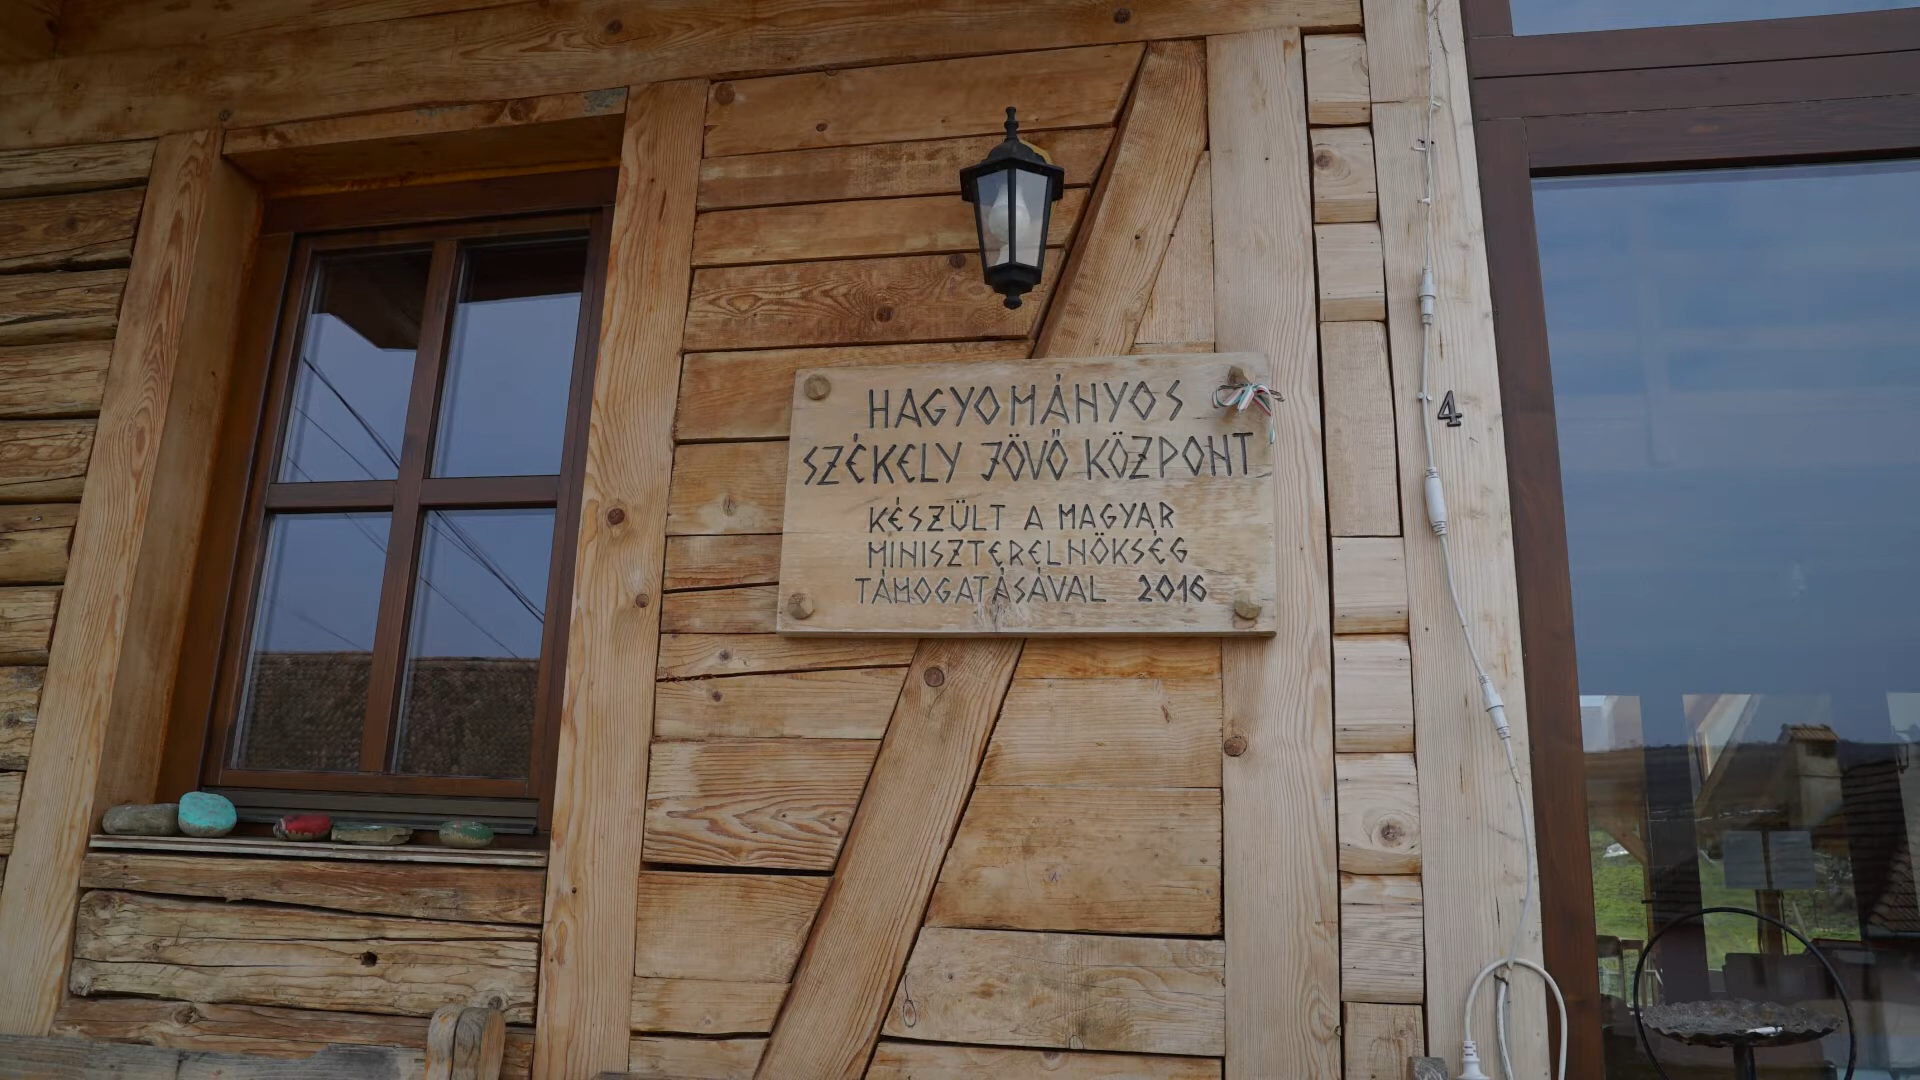 HAGYOMÁNYOS
SZÉKELY JÖVŐ KÖZPONT
KÉSZÜLT A MAGYAR
MINISZTERELNÖKSÉG
TÁMOGATÁSÁVAL 2016
4